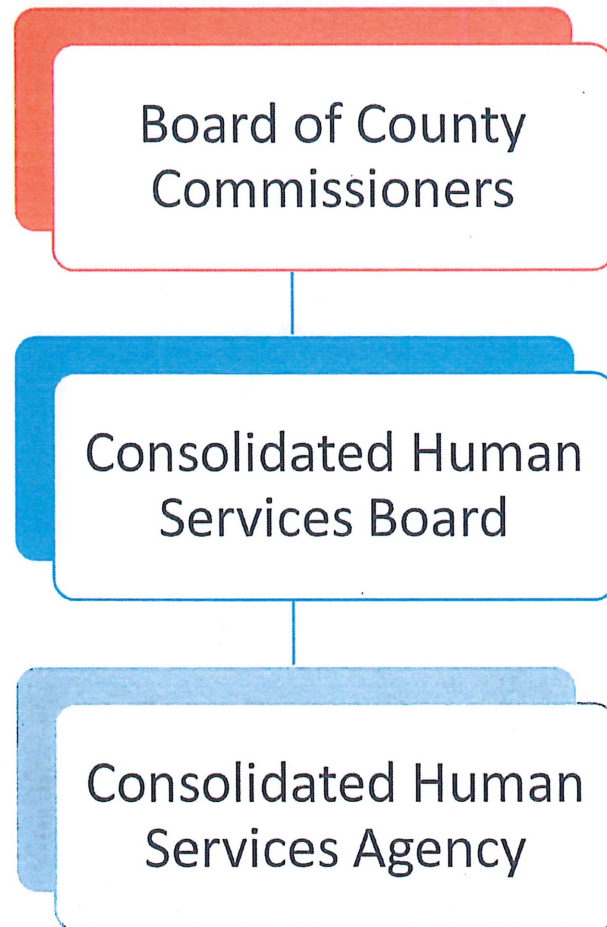 Board of County
Commissioners
Consolidated Human
Services Board
Consolidated Human
Services Agency